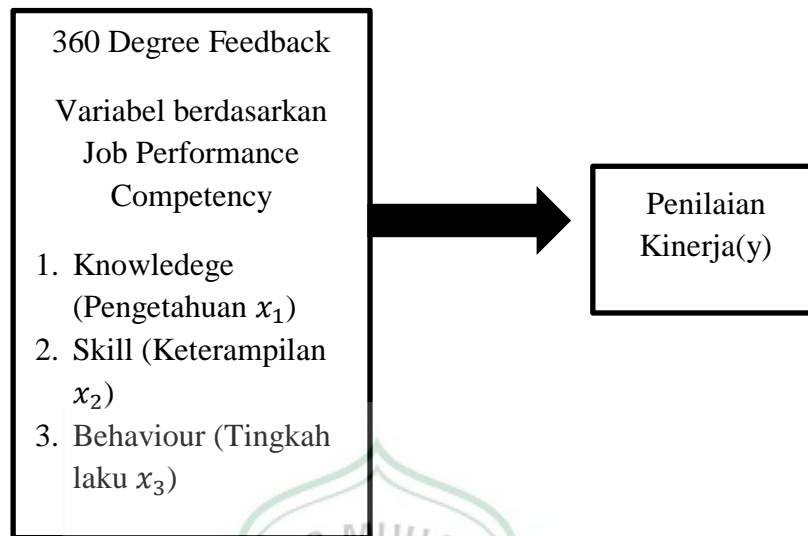 360 Degree Feedback
Variabel berdasarkan
Job Performance
Competency
1. Knowledege
(Pengetahuan x₁)
2. Skill (Keterampilan
x₂)
3. Behaviour (Tingkah
laku x₃)
Penilaian
Kinerja(y)